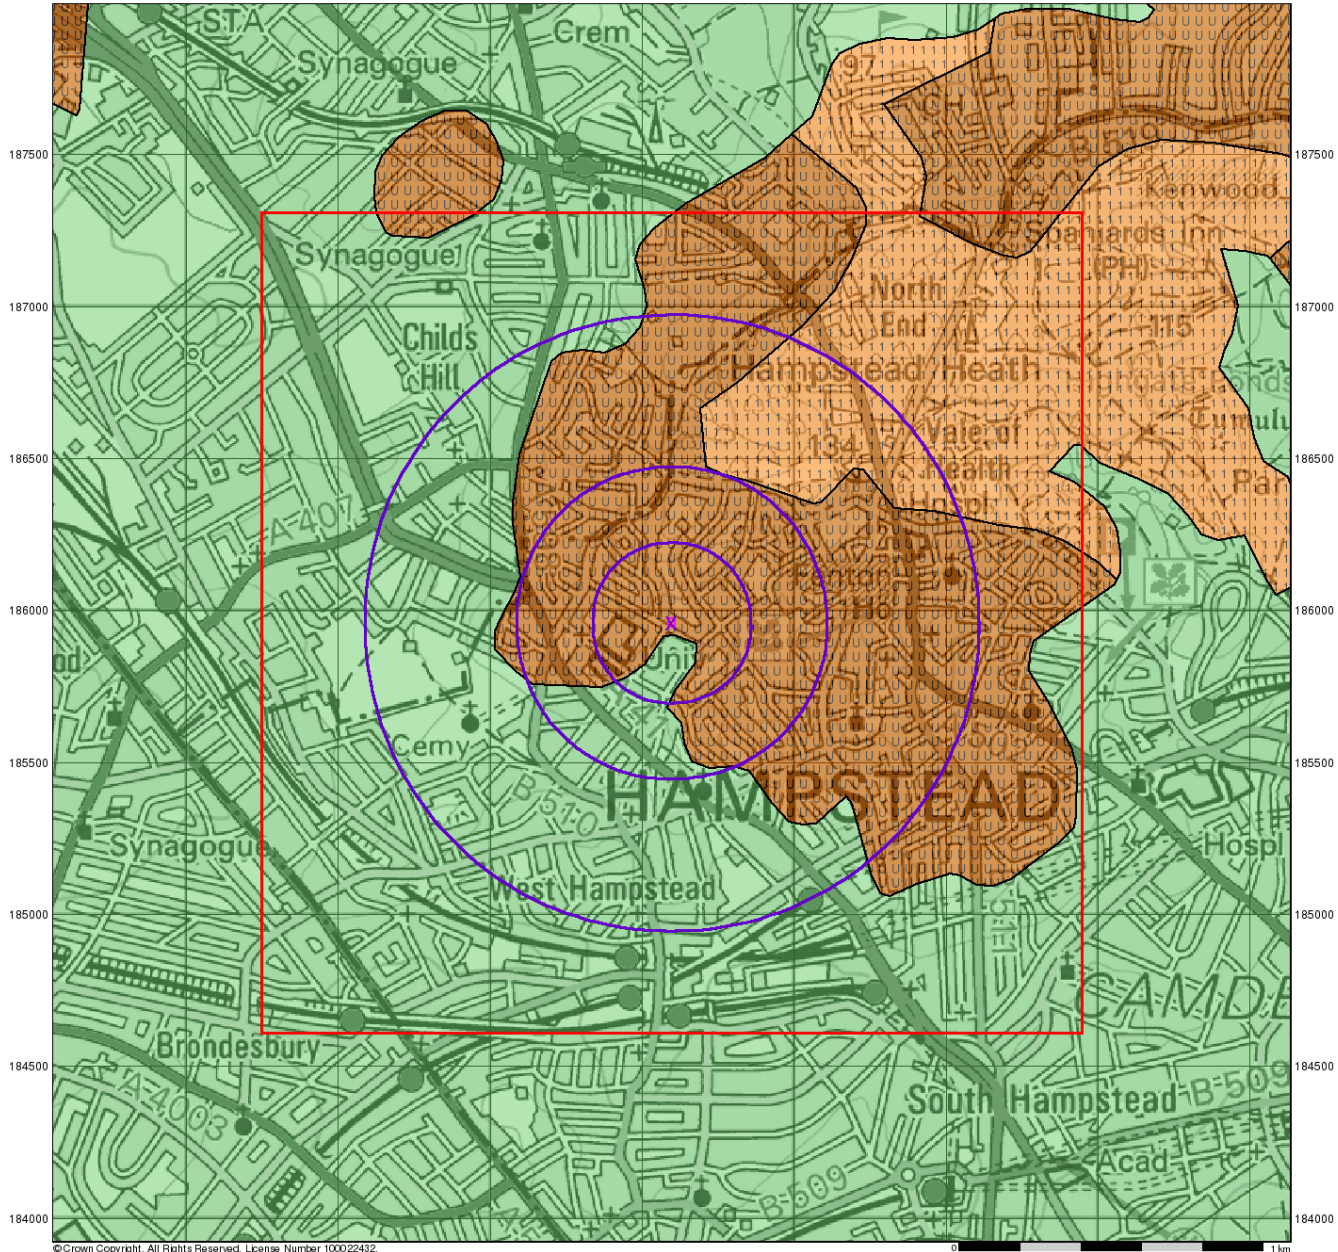 STA
Crem
Synagogue
97
187500
187500
Kenwood
Synagogue
Spaniards Inn
(PH)
North
End
187000
187000
115
Childs
Hill
Hampstead Heath
134
Vale of
Health
Hospl
186500
186500
A 407
186000
186000
Cemy
185500
185500
HAMPSTEAD
B 510
Synagogue
Hospl
West Hampstead
185000
185000
CAMDE
Brondesbury
184500
184500
A 4003
South Hampstead
B 509
Acad
B 509
184000
184000
© Crown Copyright. All Rights Reserved. License Number 100022432.
0
1 km